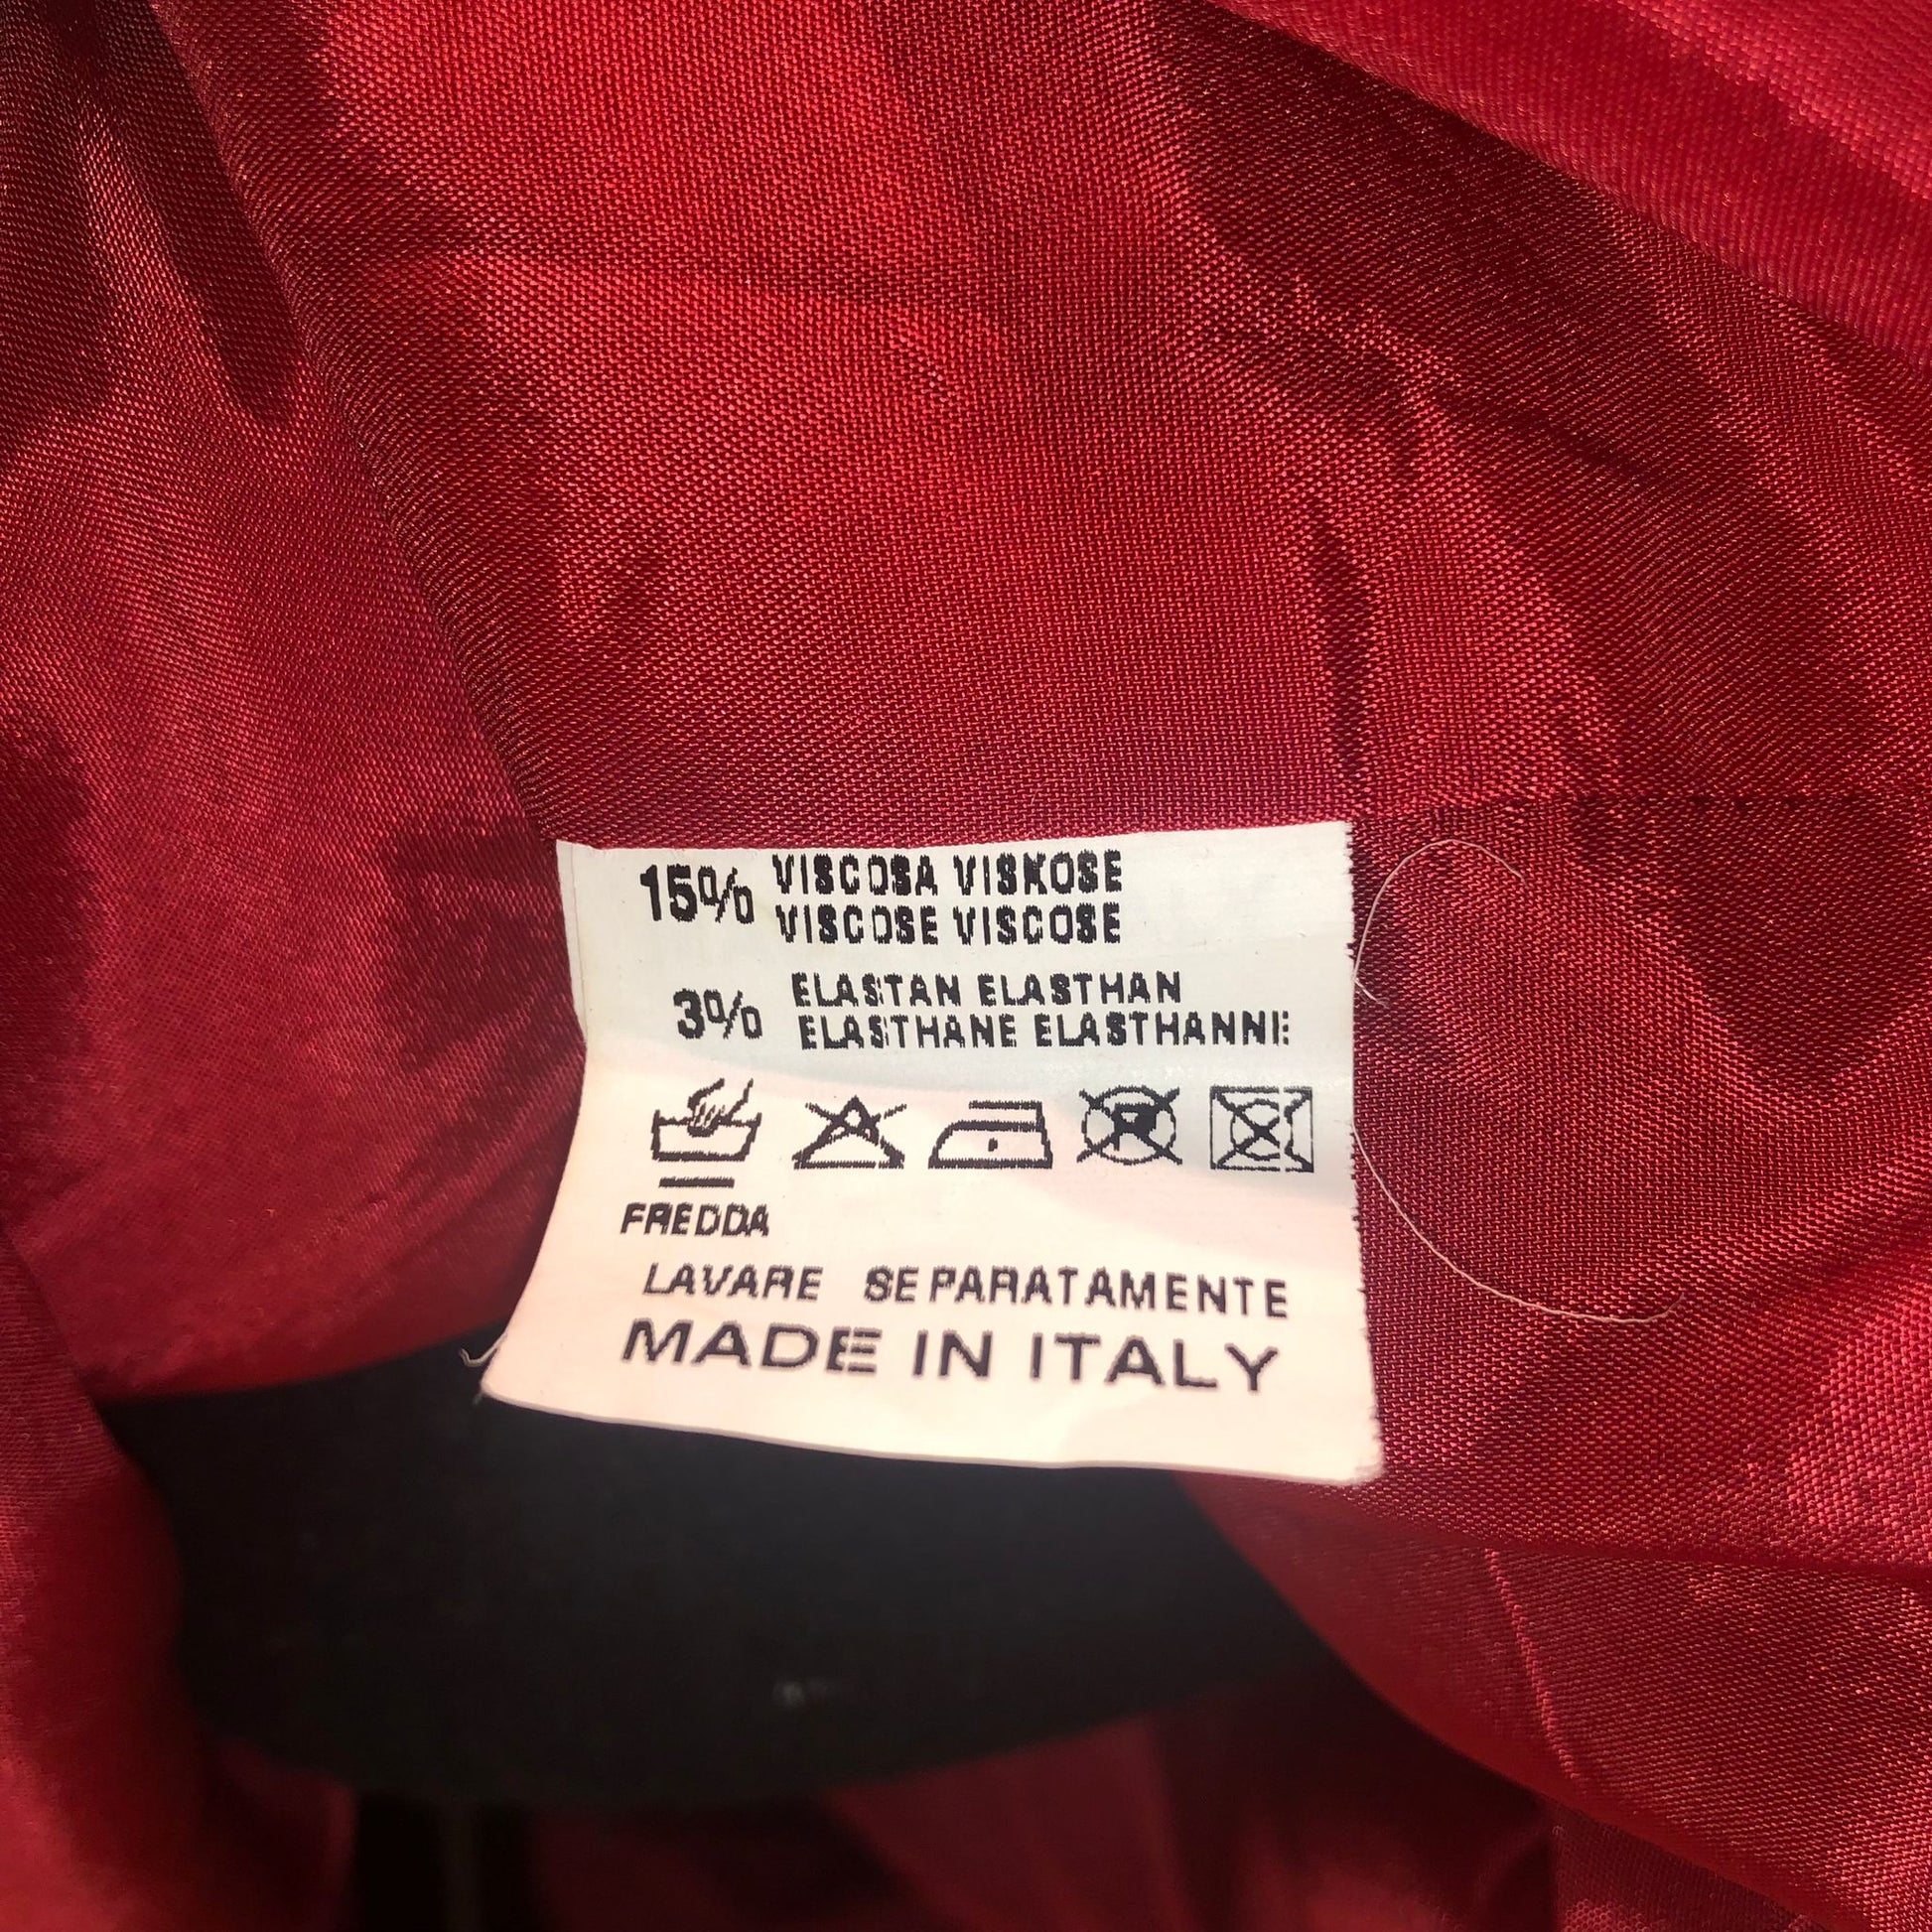 15% VISCOSA VISKOSE
VISCOSE VISCOSE
3% ELASTAN ELASTHAN
ELASTHANE ELASTHANNE
FREDDA
LAVARE SEPARATAMENTE
MADE IN ITALY